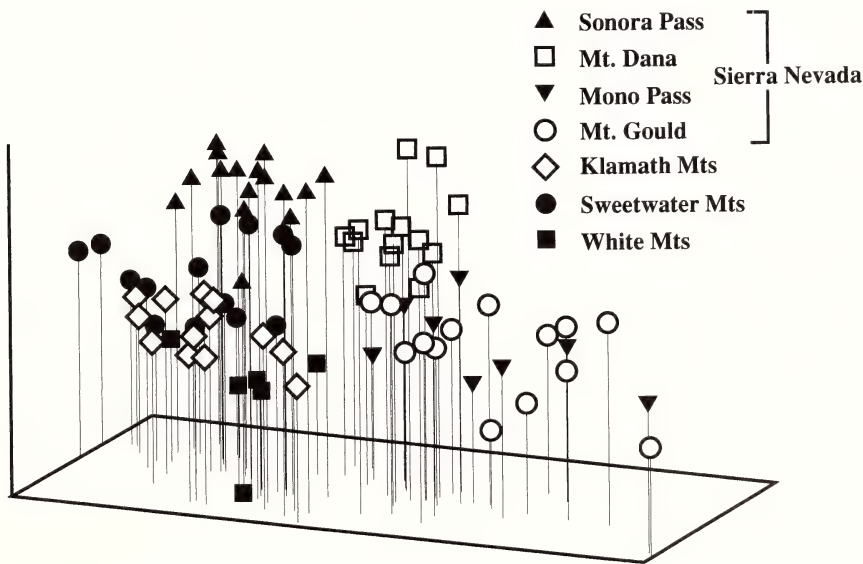 Sonora Pass
Mt. Dana
Sierra Nevada
Mono Pass
Mt. Gould
Klamath Mts
Sweetwater Mts
White Mts